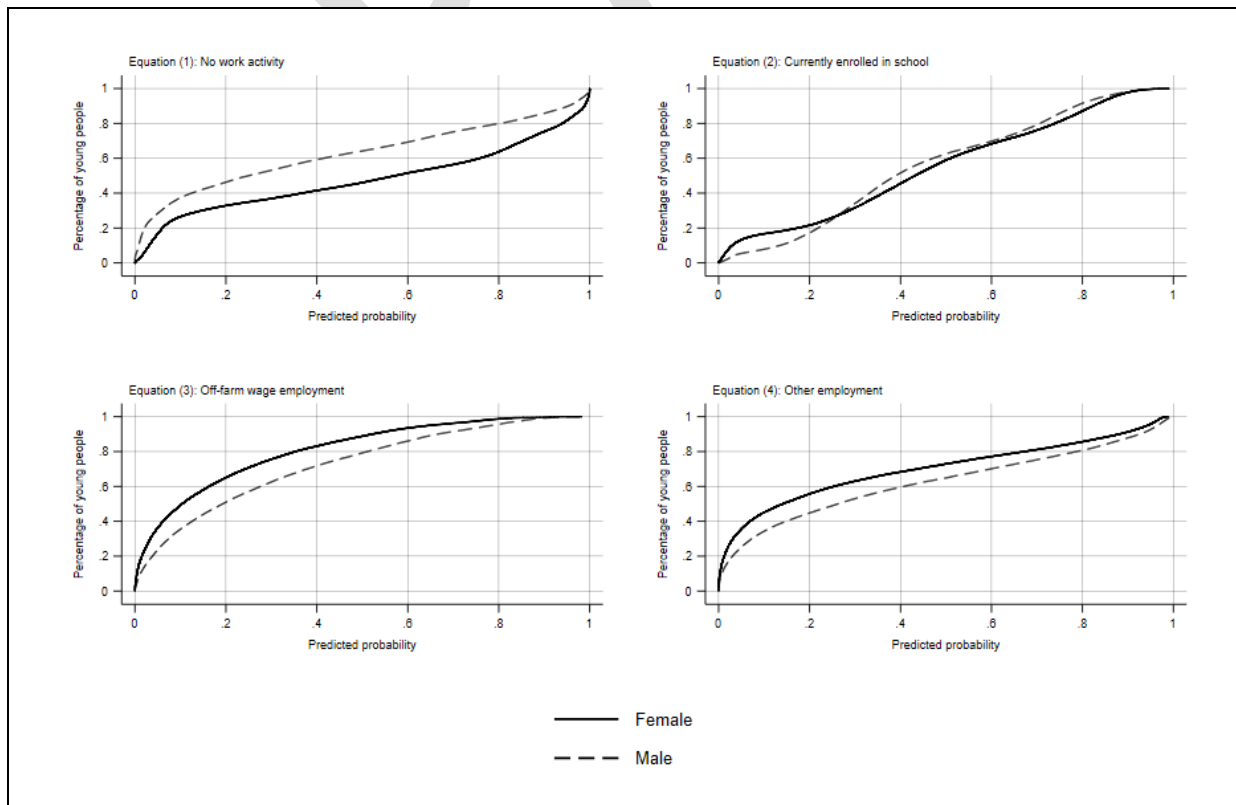 Equation (1): No work activity
Percentage of young people
1
.8
.6
.4
.2
0
0 .2 .4 .6 .8 1
Predicted probability
Equation (2): Currently enrolled in school
Percentage of young people
1
.8
.6
.4
.2
0
0 .2 .4 .6 .8 1
Predicted probability
Equation (3): Off-farm wage employment
Percentage of young people
1
.8
.6
.4
.2
0
0 .2 .4 .6 .8 1
Predicted probability
Equation (4): Other employment
Percentage of young people
1
.8
.6
.4
.2
0
0 .2 .4 .6 .8 1
Predicted probability
Female
Male